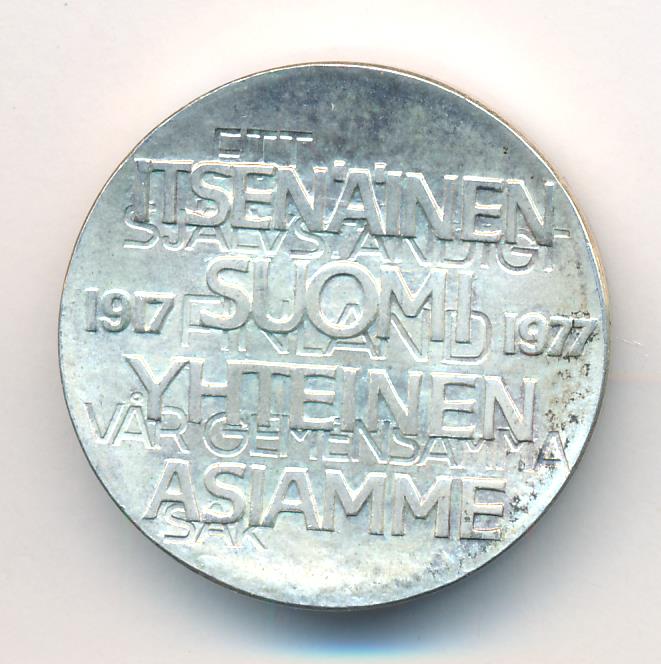 ETT
ITSENÄINEN
SJÄLVSTÄNDIGT
SUOMI
1917 FINLAND 1977
YHTEINEN
VÅR GEMENSAMMA
ASIAMME
SAK